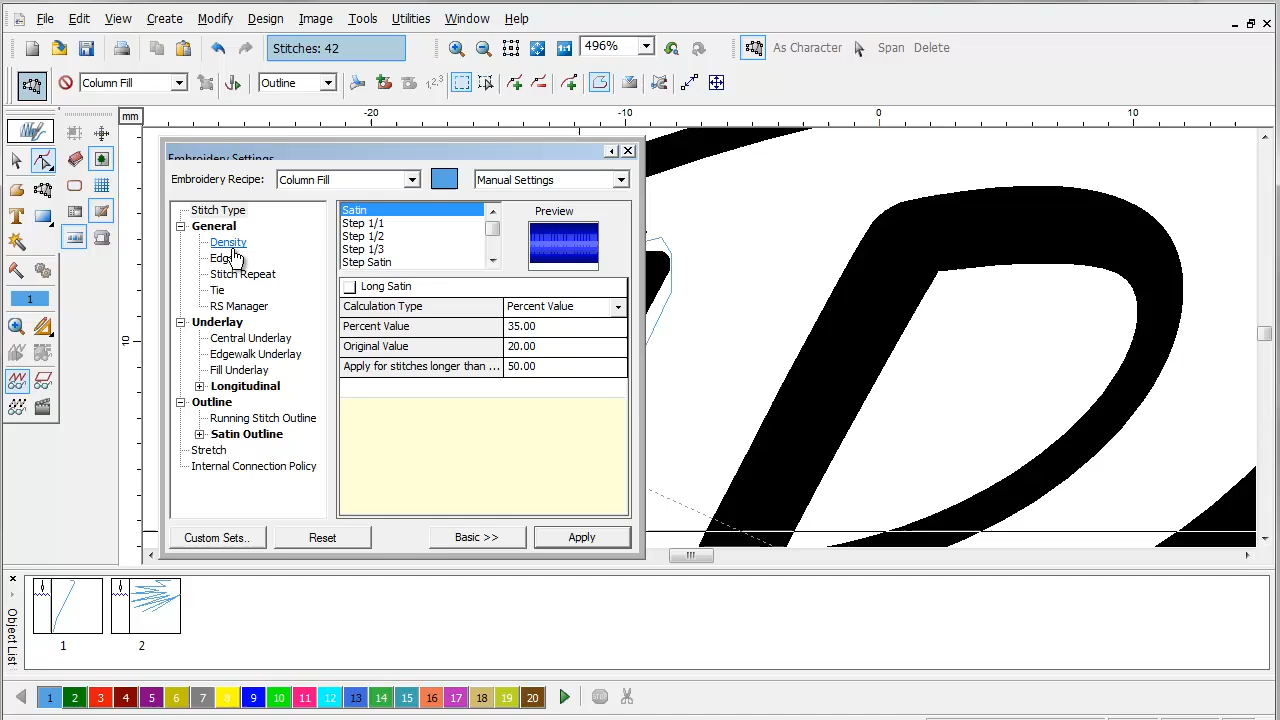 File Edit View Create Modify Design Image Tools Utilities Window Help
Stitches: 42 496% As Character Span Delete
Column Fill Outline 1,2,3
mm -20 -10 0 10
Embroidery Settings
Embroidery Recipe: Column Fill Manual Settings
Stitch Type
General
Density
Edge
Stitch Repeat
Tie
RS Manager
Underlay
Central Underlay
Edgewalk Underlay
Fill Underlay
Longitudinal
Outline
Running Stitch Outline
Satin Outline
Stretch
Internal Connection Policy
Satin
Step 1/1
Step 1/2
Step 1/3
Step Satin
Preview
Long Satin
Calculation Type Percent Value
Percent Value 35.00
Original Value 20.00
Apply for stitches longer than ... 50.00
Custom Sets.. Reset Basic >> Apply
1
10
Object List
1 2
1 2 3 4 5 6 7 8 9 10 11 12 13 14 15 16 17 18 19 20